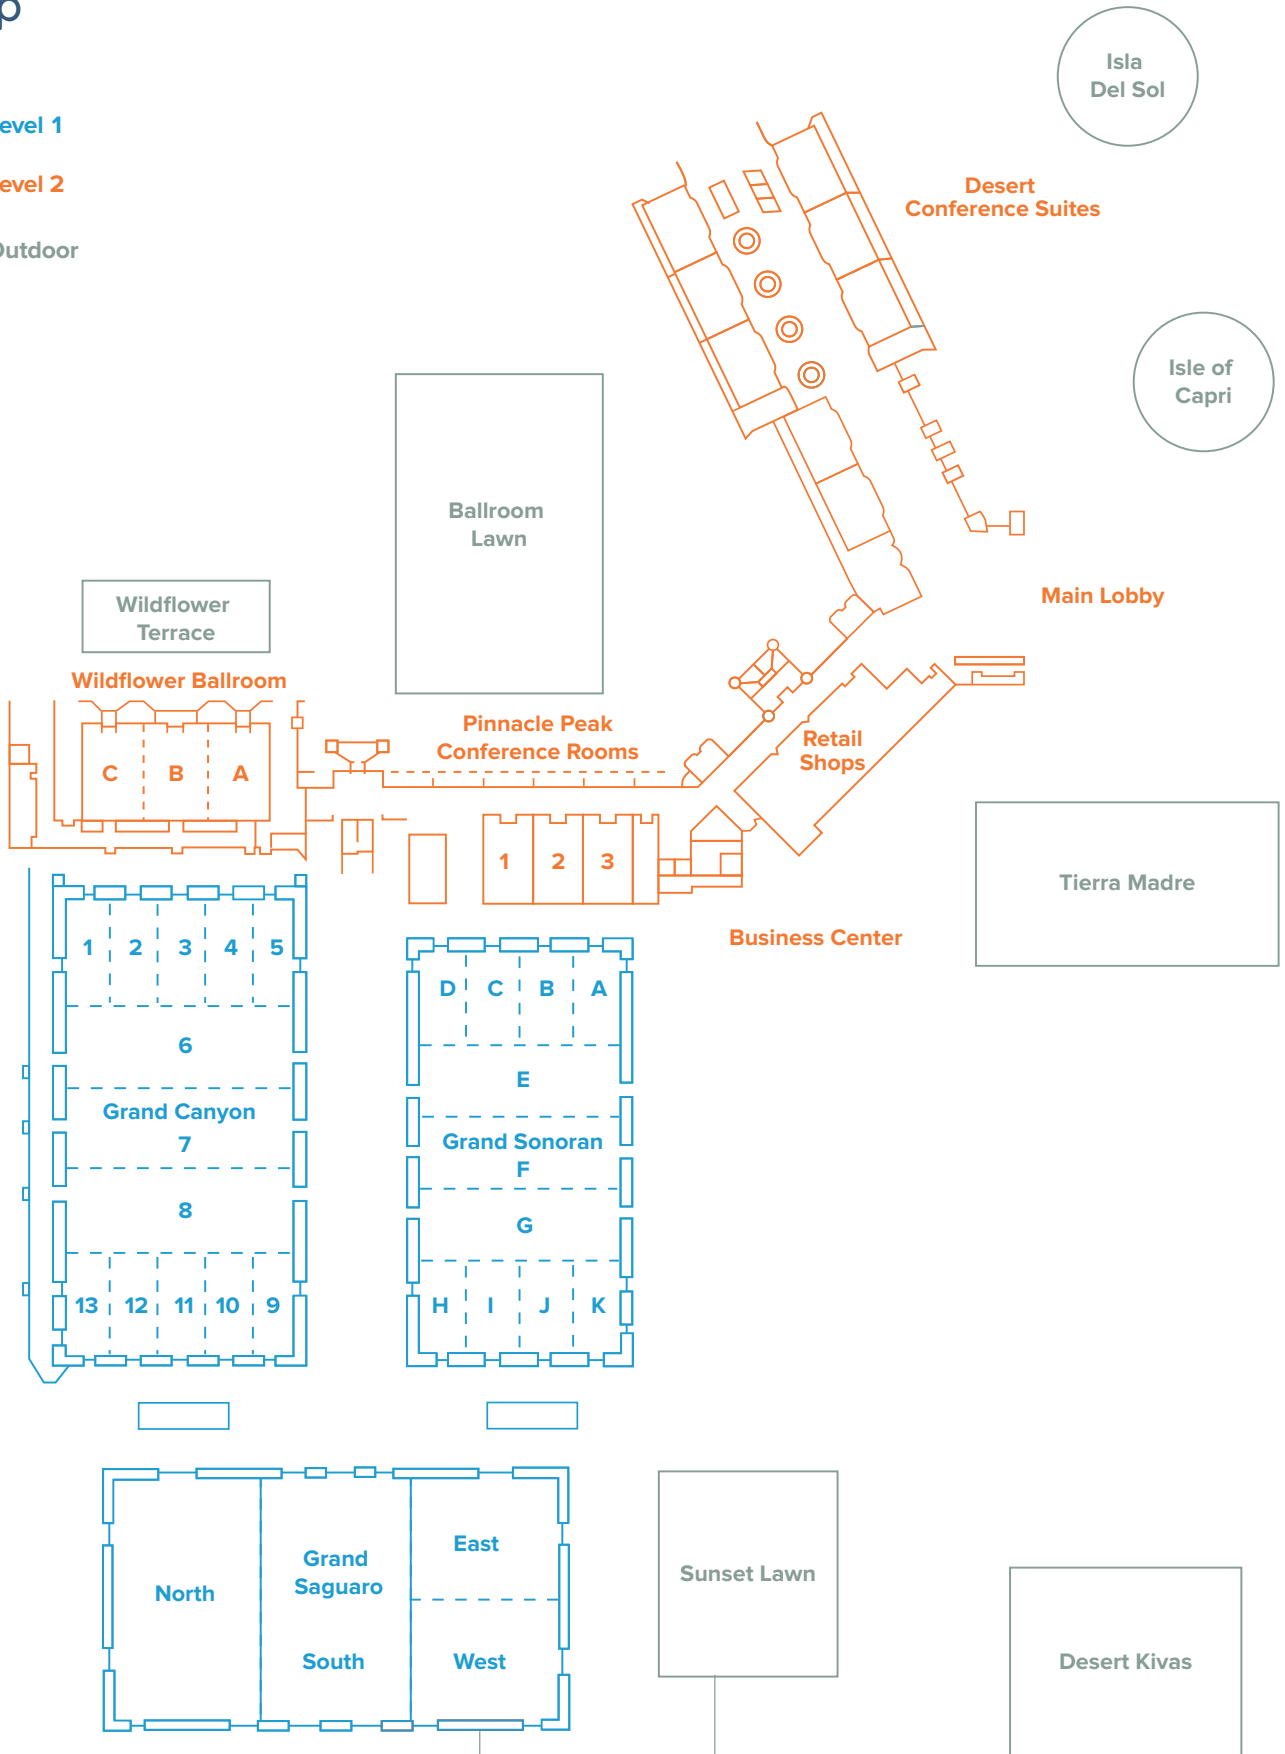 p
evel 1
evel 2
Outdoor
Isla
Del Sol
Desert
Conference Suites
Isle of
Capri
Ballroom
Lawn
Wildflower
Terrace
Main Lobby
Wildflower Ballroom
Pinnacle Peak
Conference Rooms
Retail
Shops
C B A
1 2 3
Tierra Madre
Business Center
1 2 3 4 5
6
Grand Canyon
7
8
13 12 11 10 9
D C B A
E
Grand Sonoran
F
G
H I J K
North
Grand
Saguaro
South
East
West
Sunset Lawn
Desert Kivas